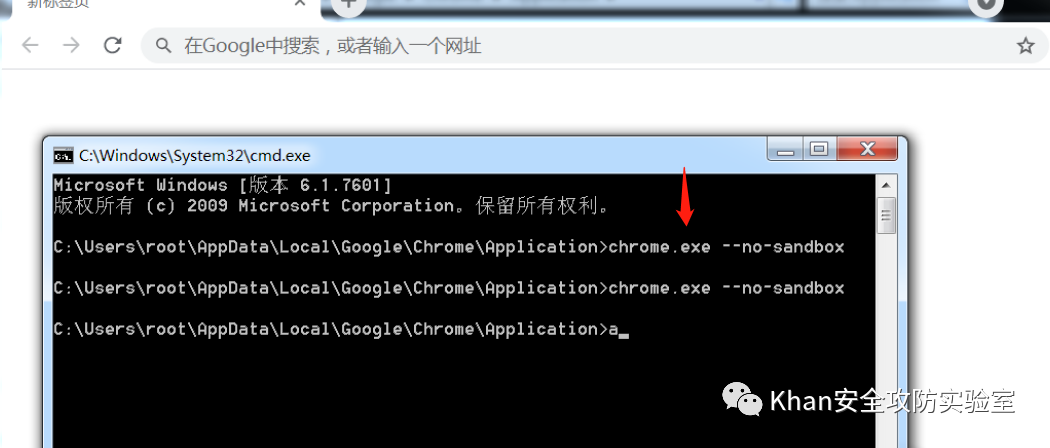 新标签页
在Google中搜索，或者输入一个网址
C:\Windows\System32\cmd.exe
Microsoft Windows [版本 6.1.7601]
版权所有 (c) 2009 Microsoft Corporation。保留所有权利。
C:\Users\root\AppData\Local\Google\Chrome\Application>chrome.exe --no-sandbox
C:\Users\root\AppData\Local\Google\Chrome\Application>chrome.exe --no-sandbox
C:\Users\root\AppData\Local\Google\Chrome\Application>a_
Khan安全攻防实验室